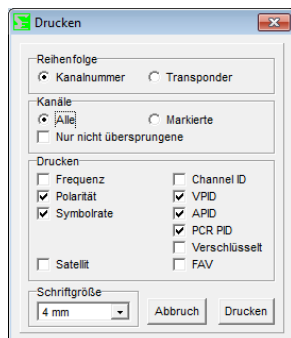 Drucken
Reihenfolge
Kanalnummer Transponder
Kanäle
Alle Markierte
Nur nicht übersprungene
Drucken
Frequenz Channel ID
Polarität VPID
Symbolrate APID
PCR PID
Verschlüsselt
Satellit FAV
Schriftgröße
4 mm Abbruch Drucken